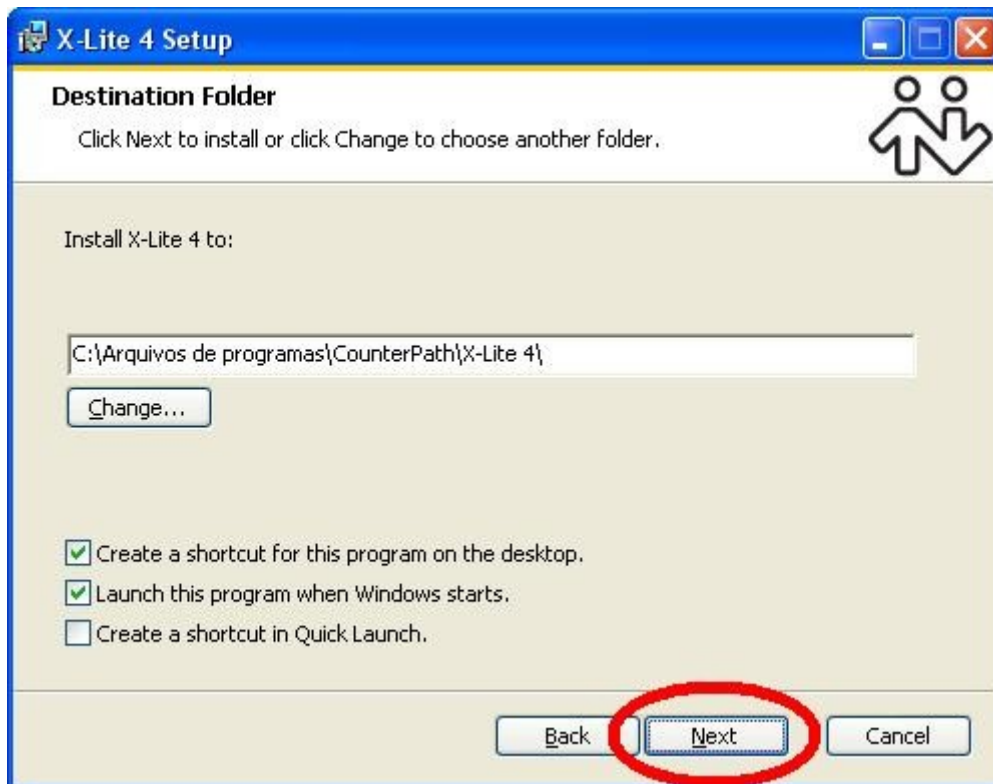 X-Lite 4 Setup
Destination Folder
Click Next to install or click Change to choose another folder.
Install X-Lite 4 to:
C:\Arquivos de programas\CounterPath\X-Lite 4\
Change...
Create a shortcut for this program on the desktop.
Launch this program when Windows starts.
Create a shortcut in Quick Launch.
Back Next Cancel